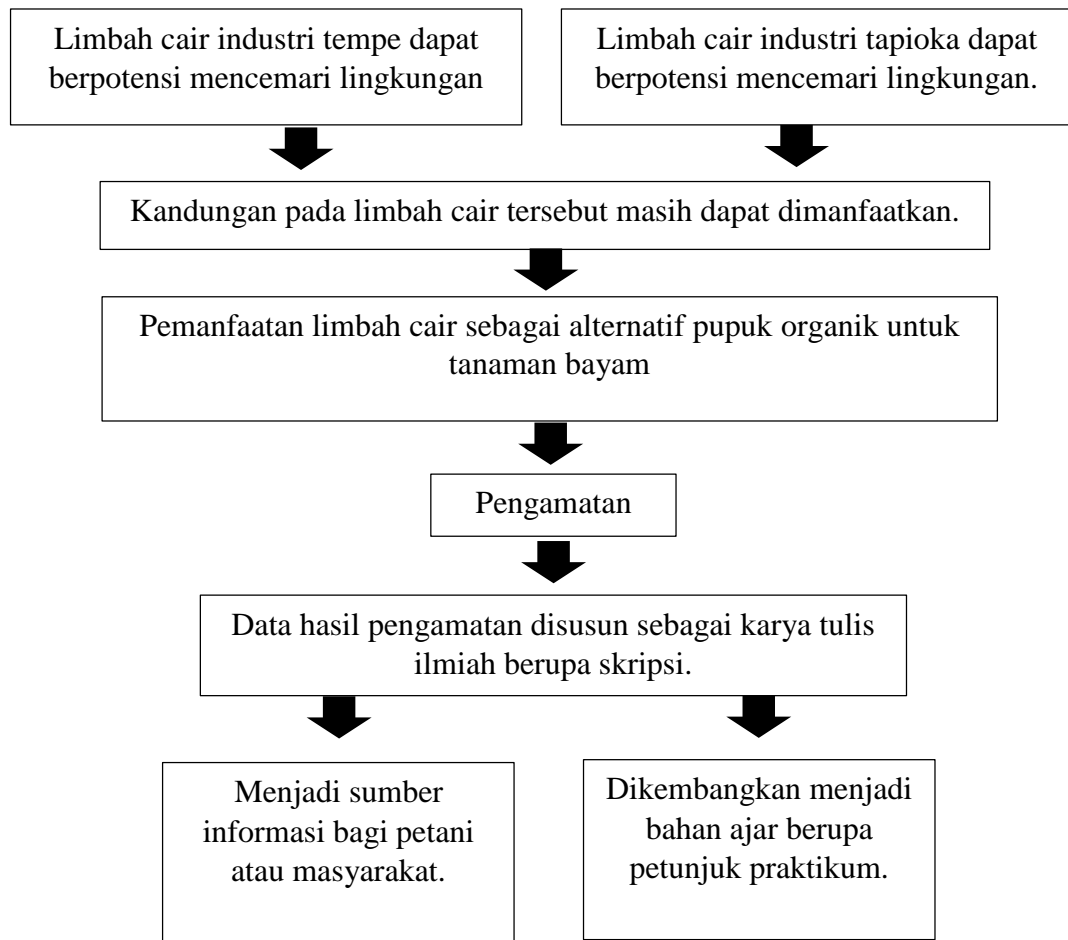 Limbah cair industri tempe dapat
berpotensi mencemari lingkungan
Limbah cair industri tapioka dapat
berpotensi mencemari lingkungan.
Kandungan pada limbah cair tersebut masih dapat dimanfaatkan.
Pemanfaatan limbah cair sebagai alternatif pupuk organik untuk
tanaman bayam
Pengamatan
Data hasil pengamatan disusun sebagai karya tulis
ilmiah berupa skripsi.
Menjadi sumber
informasi bagi petani
atau masyarakat.
Dikembangkan menjadi
bahan ajar berupa
petunjuk praktikum.